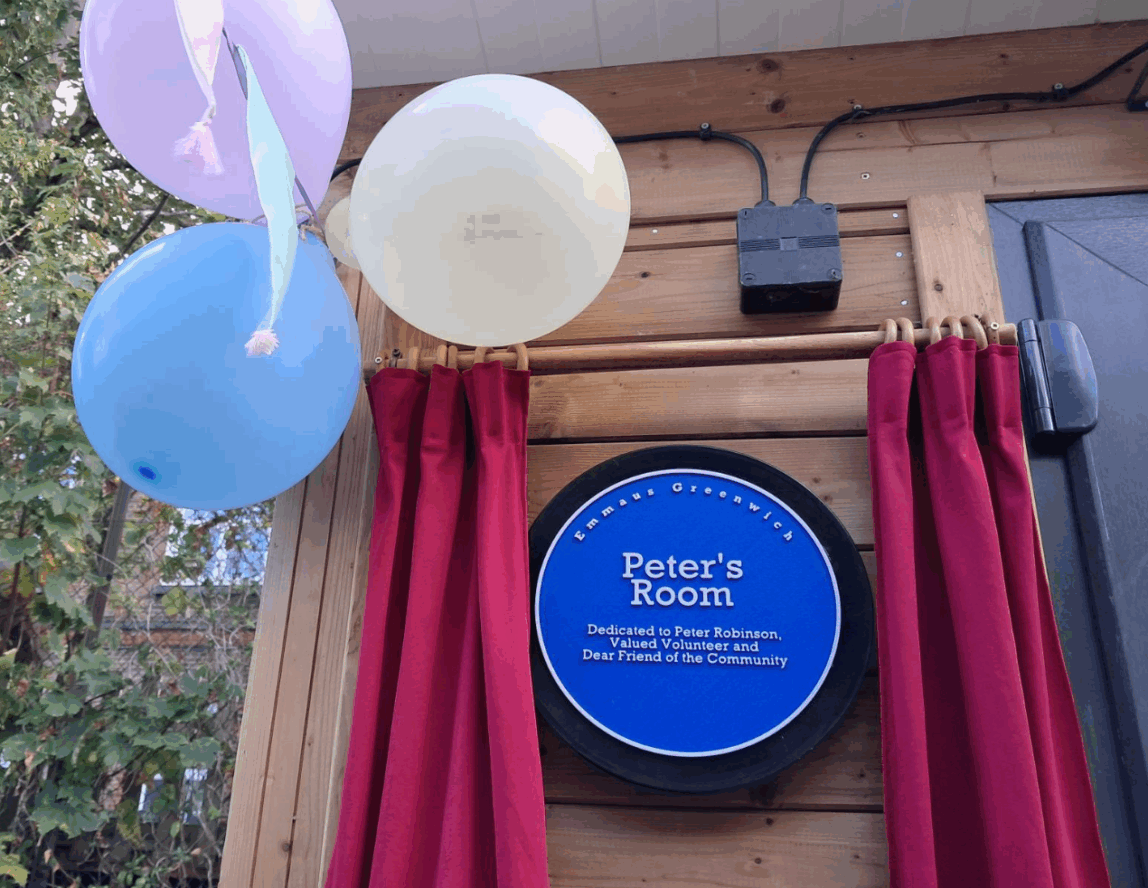 Emmaus Greenwich
Peter's
Room
Dedicated to Peter Robinson,
Valued Volunteer and
Dear Friend of the Community